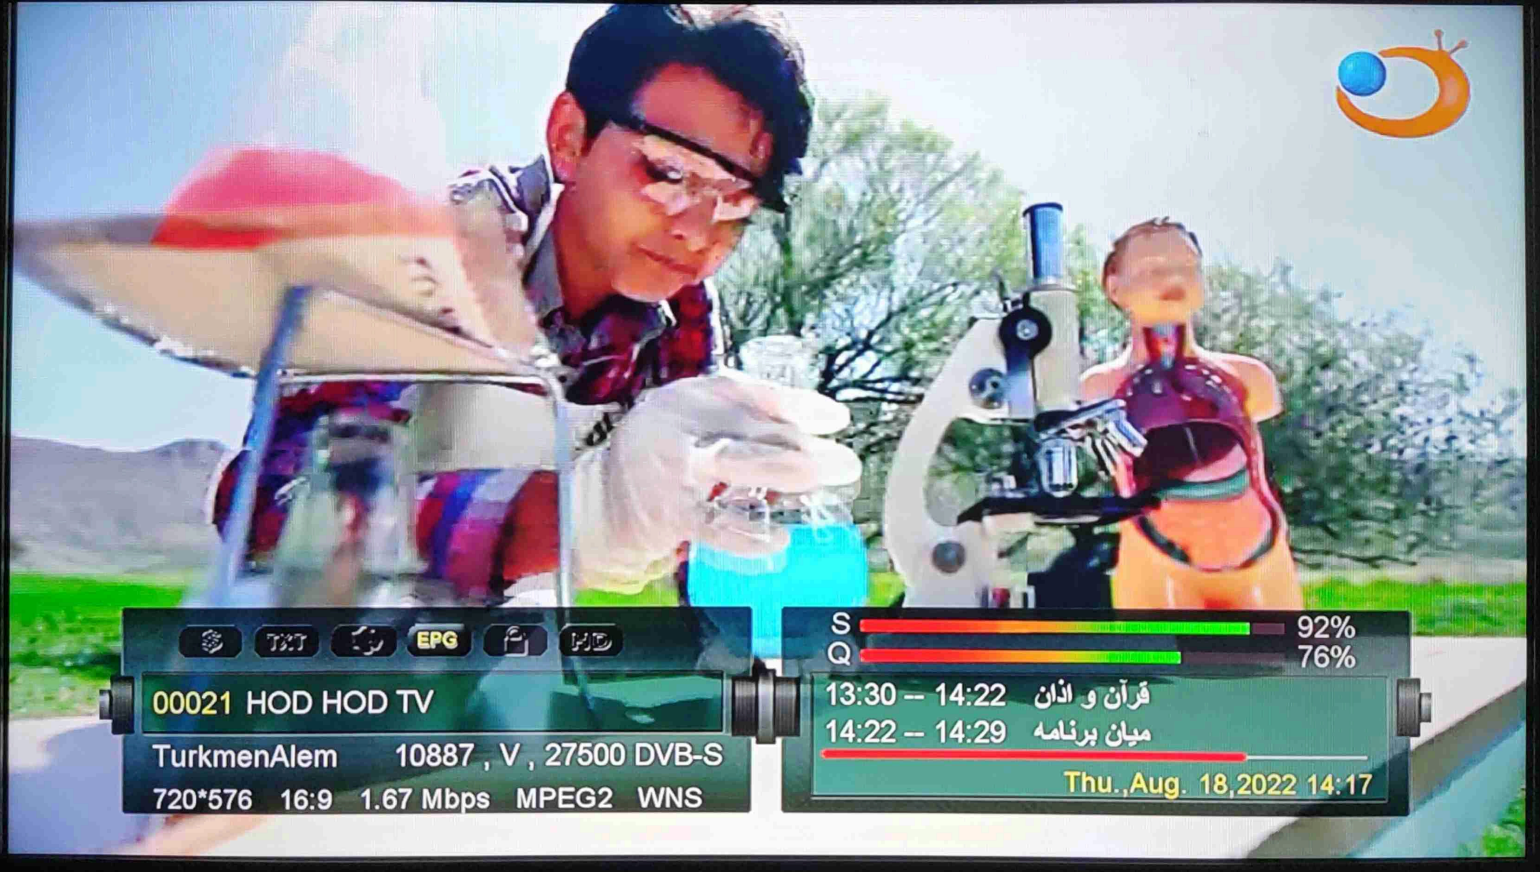 TXT EPG HD
00021 HOD HOD TV
TurkmenAlem 10887 , V , 27500 DVB-S
720*576 16:9 1.67 Mbps MPEG2 WNS
S 92%
Q 76%
13:30 -- 14:22 قرآن و اذان
14:22 -- 14:29 میان برنامه
Thu.,Aug. 18,2022 14:17